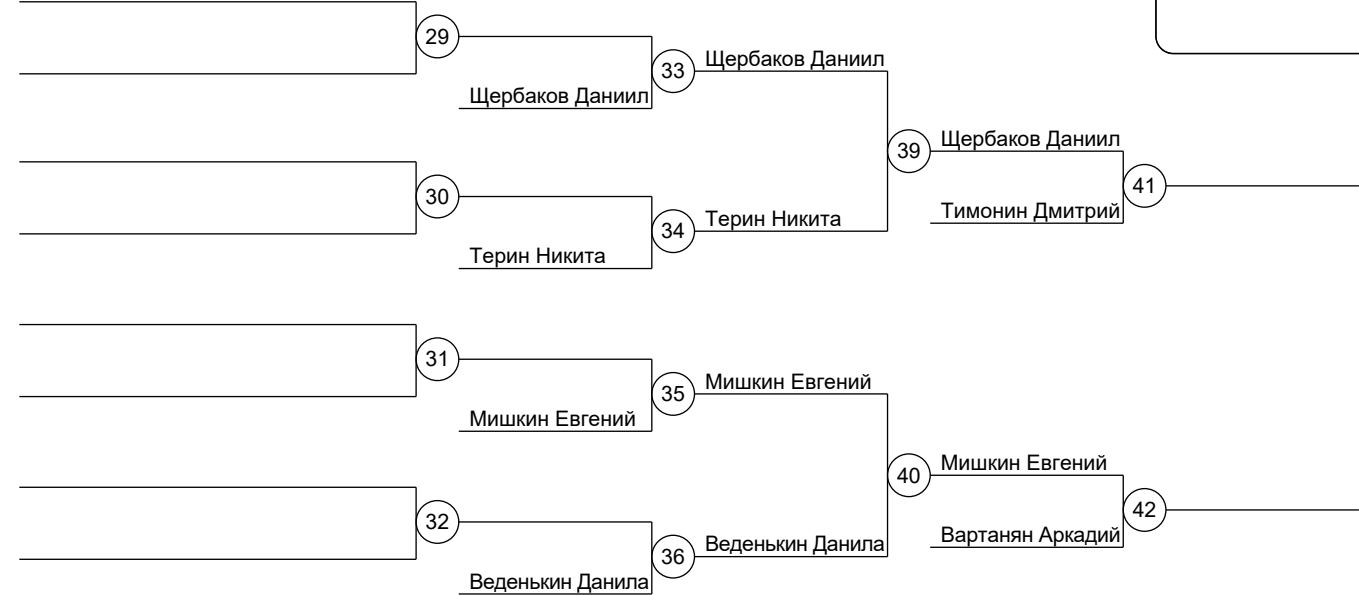 29
33
Щербаков Даниил
Щербаков Даниил
39
Щербаков Даниил
30
41
34
Терин Никита
Тимонин Дмитрий
Терин Никита
31
35
Мишкин Евгений
Мишкин Евгений
40
Мишкин Евгений
32
42
36
Веденькин Данила
Вартанян Аркадий
Веденькин Данила